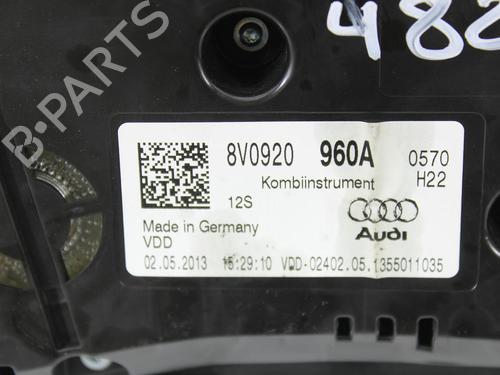 482
B-PARTS
8V0920 960A 0570
Kombiinstrument H22
12S
Made in Germany
VDD
Audi
02.05.2013 15:29:10 VDD-02402.05.1355011035